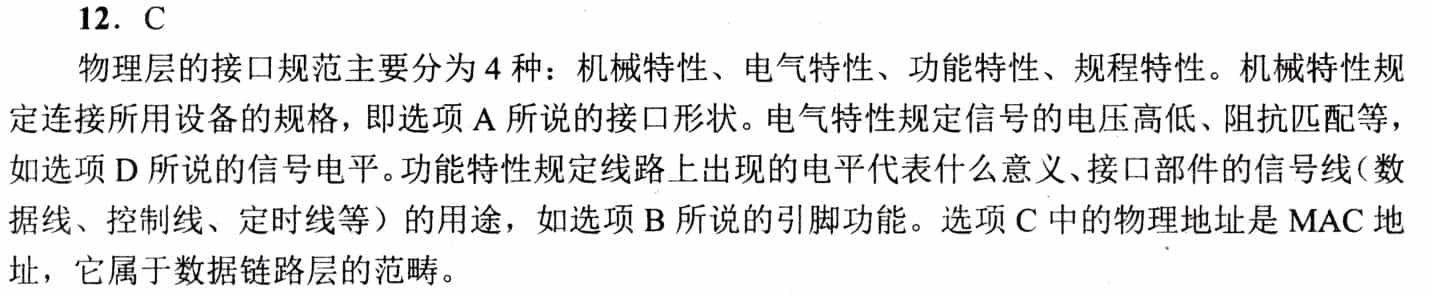 12. C
物理层的接口规范主要分为 4 种：机械特性、电气特性、功能特性、规程特性。机械特性规
定连接所用设备的规格，即选项 A 所说的接口形状。电气特性规定信号的电压高低、阻抗匹配等，
如选项 D 所说的信号电平。功能特性规定线路上出现的电平代表什么意义、接口部件的信号线（数
据线、控制线、定时线等）的用途，如选项 B 所说的引脚功能。选项 C 中的物理地址是 MAC 地
址，它属于数据链路层的范畴。